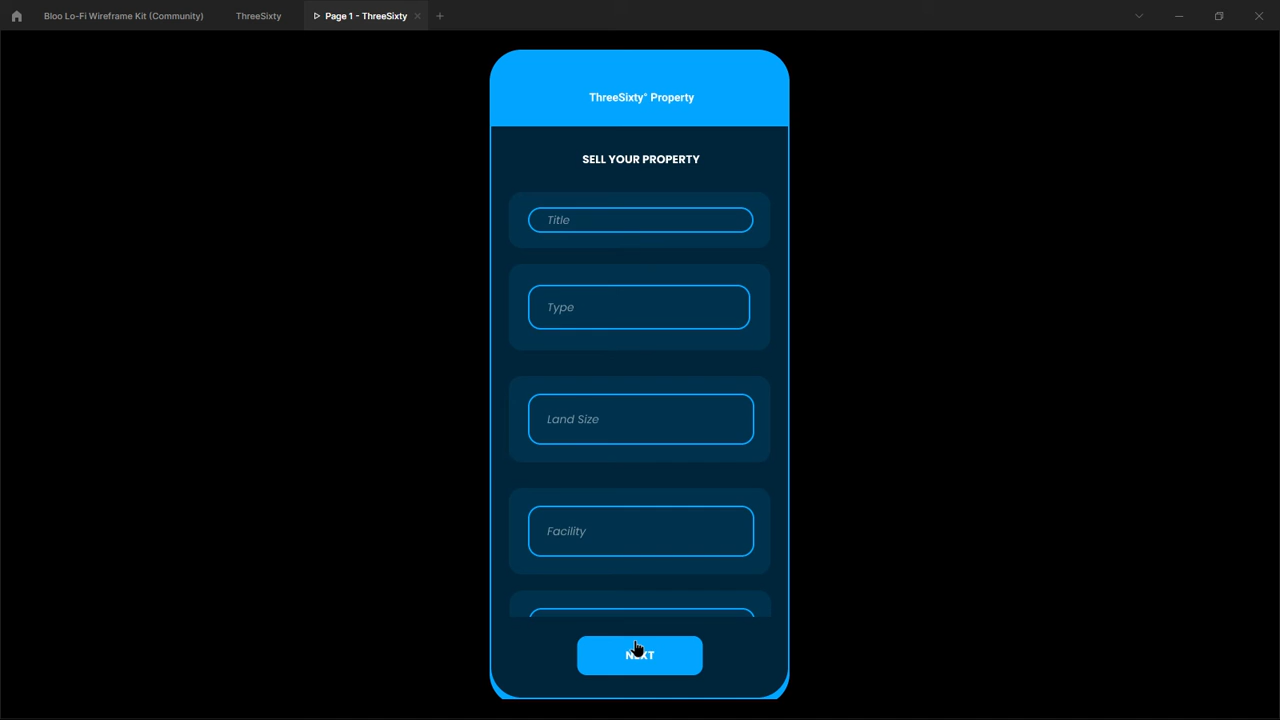 Bloo Lo-Fi Wireframe Kit (Community)
ThreeSixty
Page 1 - ThreeSixty
ThreeSixty° Property
SELL YOUR PROPERTY
Title
Type
Land Size
Facility
NEXT